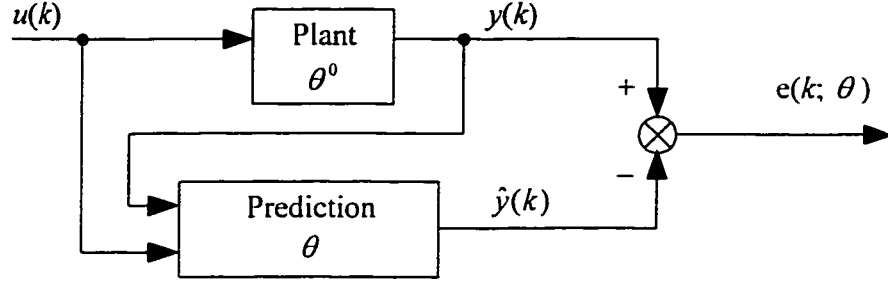 u(k)
Plant
θ⁰
y(k)
+
e(k; θ)
−
Prediction
θ
ŷ(k)